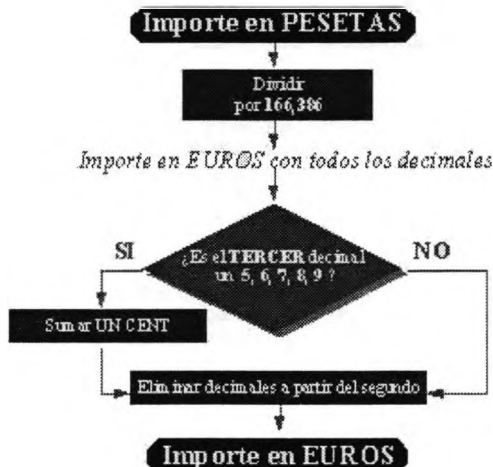 Importe en PESETAS
Dividir
por 166,386
Importe en EUROS con todos los decimales
¿Es el TERCER decimal
un 5, 6, 7, 8, 9 ?
SI
NO
Sumar UN CENT
Eliminar decimales a partir del segundo
Importe en EUROS